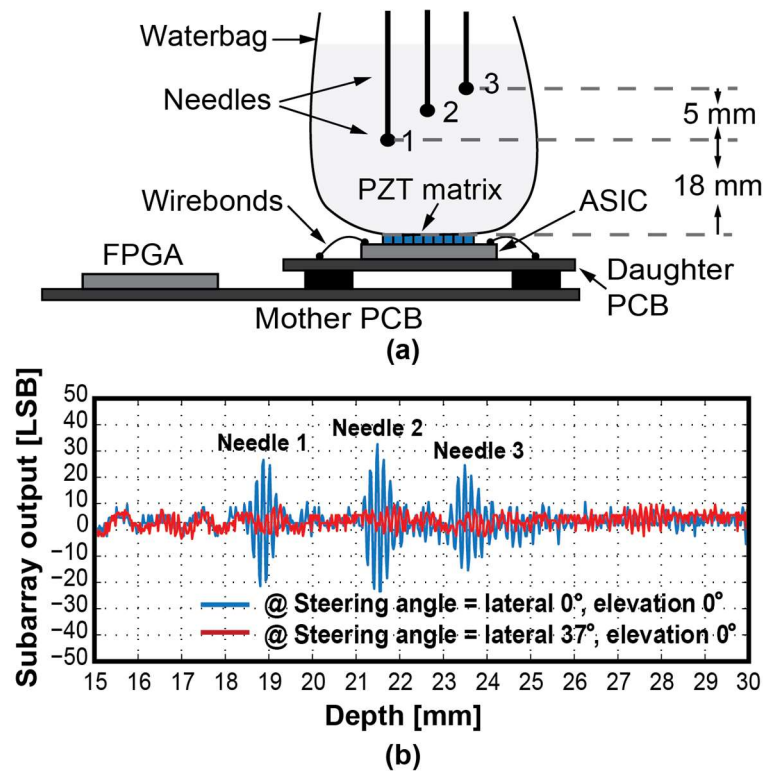 Waterbag
Needles
1
2
3
5 mm
18 mm
Wirebonds
PZT matrix
ASIC
FPGA
Daughter
PCB
Mother PCB
(a)
Subarray output [LSB]
50
40
30
20
10
0
-10
-20
-30
-40
-50
Needle 1
Needle 2
Needle 3
@ Steering angle = lateral 0°, elevation 0°
@ Steering angle = lateral 37°, elevation 0°
15 16 17 18 19 20 21 22 23 24 25 26 27 28 29 30
Depth [mm]
(b)